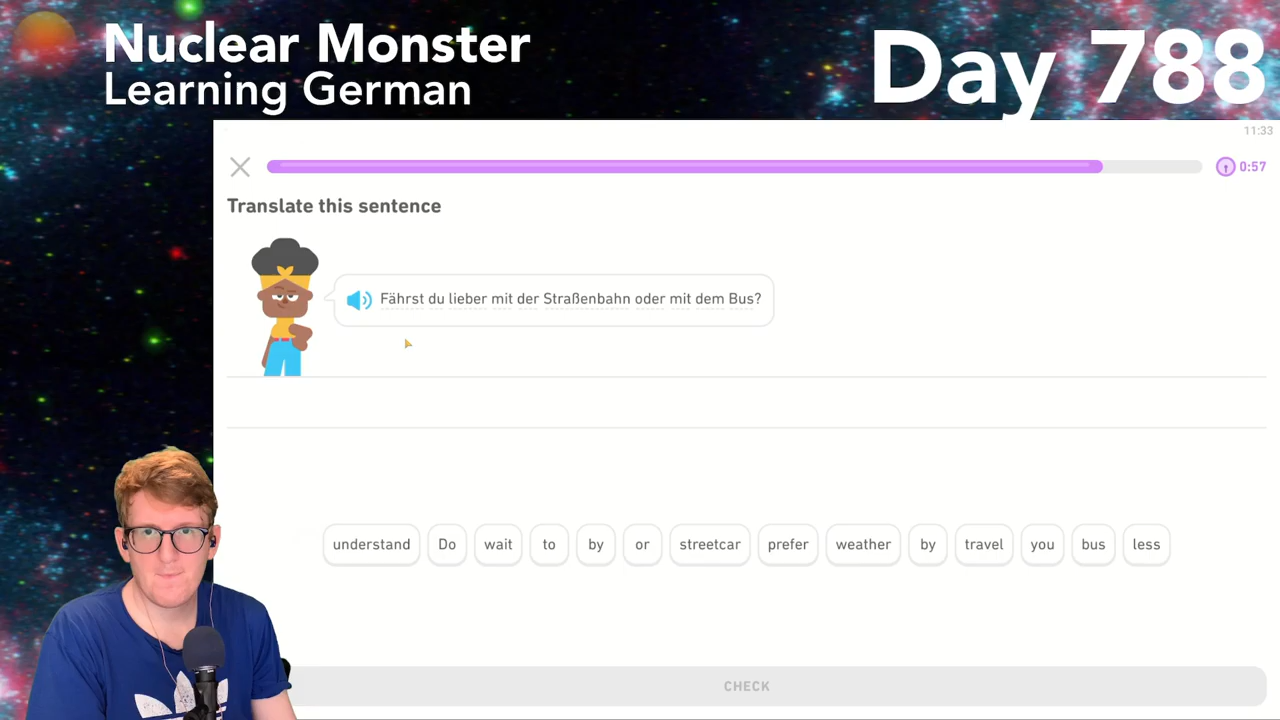 Nuclear Monster
Learning German
Day 788
11:33
0:57
Translate this sentence
Fährst du lieber mit der Straßenbahn oder mit dem Bus?
understand Do wait to by or streetcar prefer weather by travel you bus less
CHECK